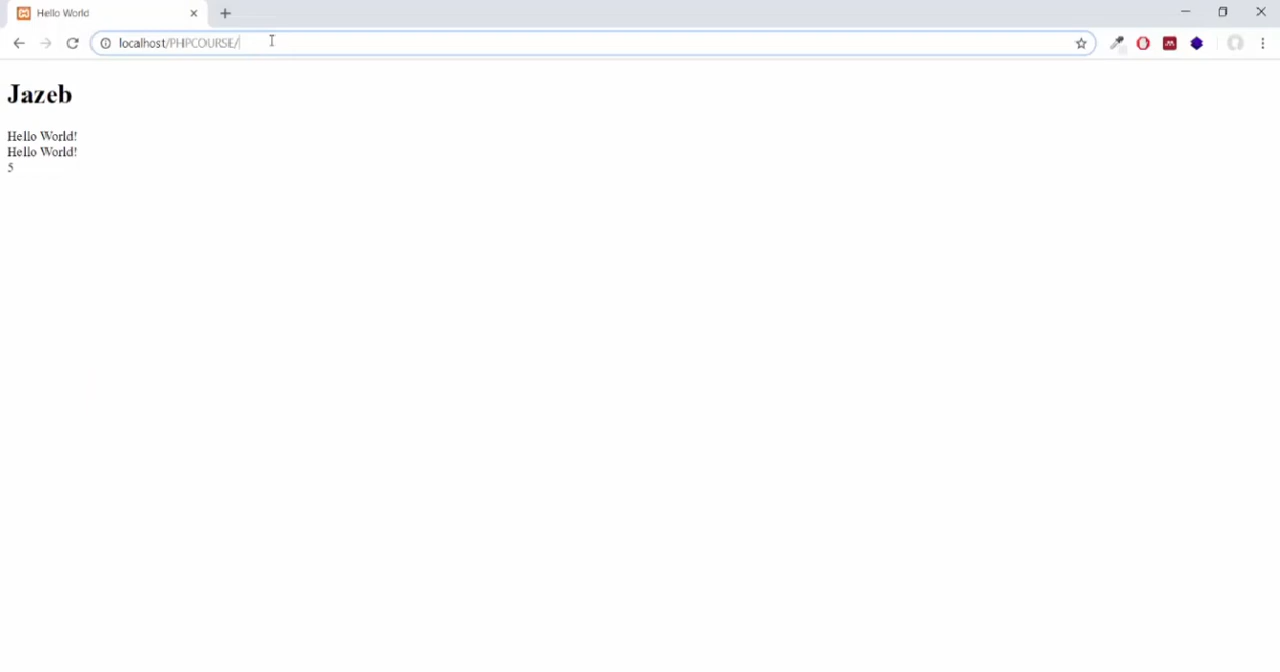 Hello World
localhost/PHPCOURSE/
Jazeb
Hello World!
Hello World!
5